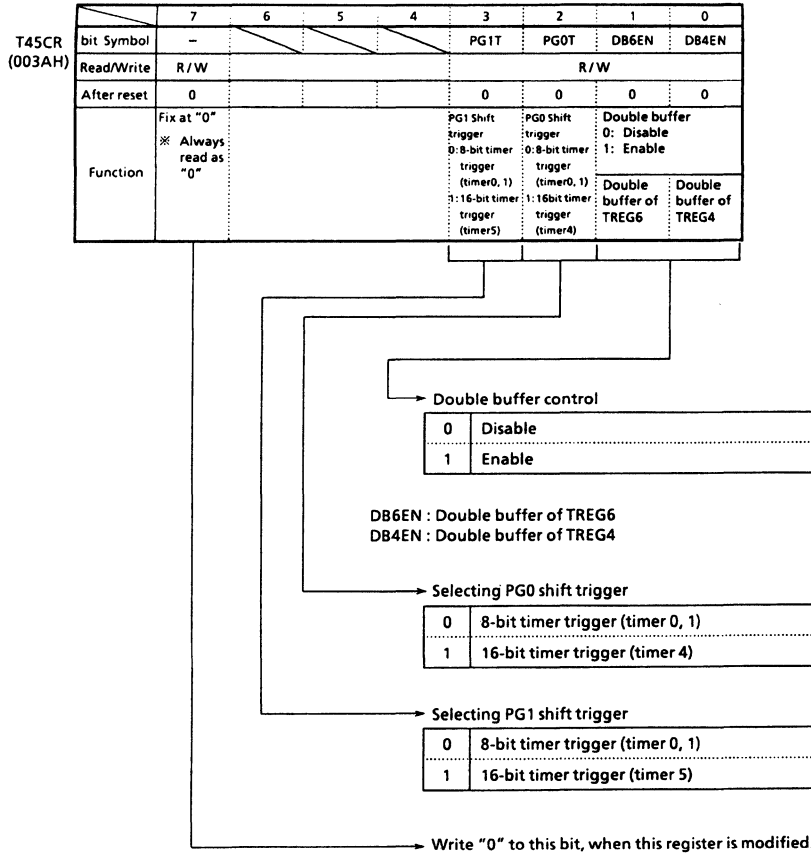 7 6 5 4 3 2 1 0
T45CR
(003AH)
bit Symbol – PG1T PG0T DB6EN DB4EN
Read/Write R/W R/W
After reset 0 0 0 0 0
Function
Fix at "0"
※ Always
read as
"0"
PG1 Shift
trigger
0:8-bit timer
trigger
(timer0, 1)
1:16-bit timer
trigger
(timer5)
PG0 Shift
trigger
0:8-bit timer
trigger
(timer0, 1)
1:16bit timer
trigger
(timer4)
Double buffer
0: Disable
1: Enable
Double
buffer of
TREG6
Double
buffer of
TREG4
Double buffer control
0 Disable
1 Enable
DB6EN : Double buffer of TREG6
DB4EN : Double buffer of TREG4
Selecting PG0 shift trigger
0 8-bit timer trigger (timer 0, 1)
1 16-bit timer trigger (timer 4)
Selecting PG1 shift trigger
0 8-bit timer trigger (timer 0, 1)
1 16-bit timer trigger (timer 5)
Write "0" to this bit, when this register is modified